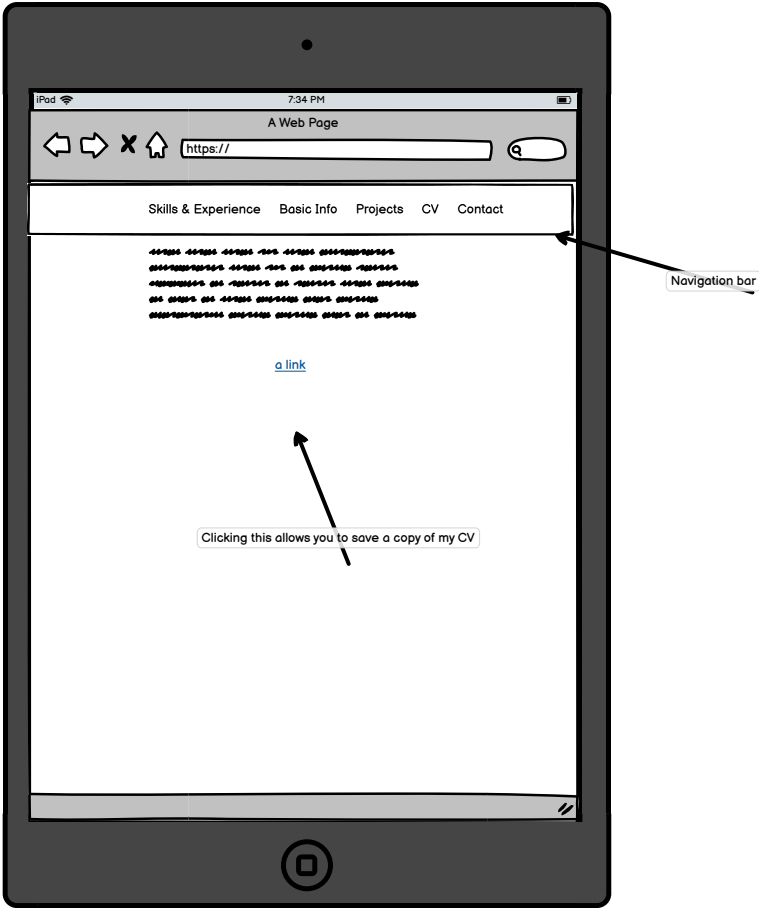 iPad 7:34 PM
A Web Page
https://
Skills & Experience Basic Info Projects CV Contact
Navigation bar
a link
Clicking this allows you to save a copy of my CV